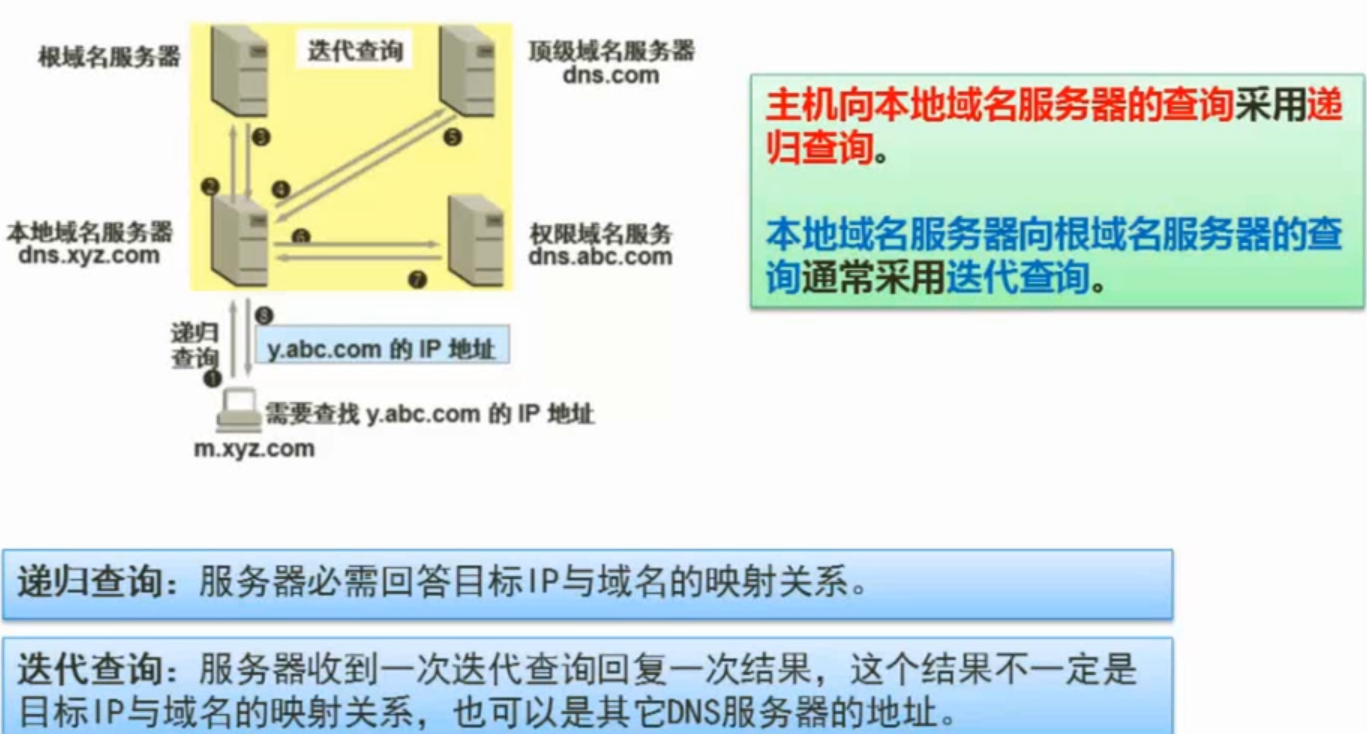 根域名服务器
迭代查询
顶级域名服务器
dns.com
❸
❺
❷
❹
本地域名服务器
dns.xyz.com
❻
权限域名服务
dns.abc.com
❼
递归
查询
❽
y.abc.com 的 IP 地址
❶
需要查找 y.abc.com 的 IP 地址
m.xyz.com
主机向本地域名服务器的查询采用递
归查询。
本地域名服务器向根域名服务器的查
询通常采用迭代查询。
递归查询：服务器必需回答目标IP与域名的映射关系。
迭代查询：服务器收到一次迭代查询回复一次结果，这个结果不一定是
目标IP与域名的映射关系，也可以是其它DNS服务器的地址。